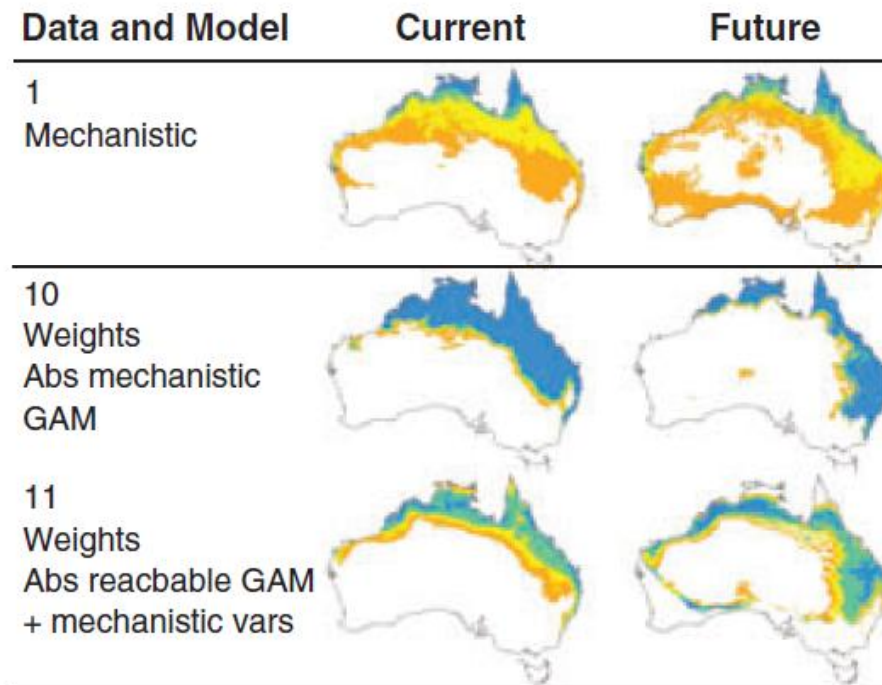 Data and Model Current Future
1
Mechanistic
10
Weights
Abs mechanistic
GAM
11
Weights
Abs reacbable GAM
+ mechanistic vars